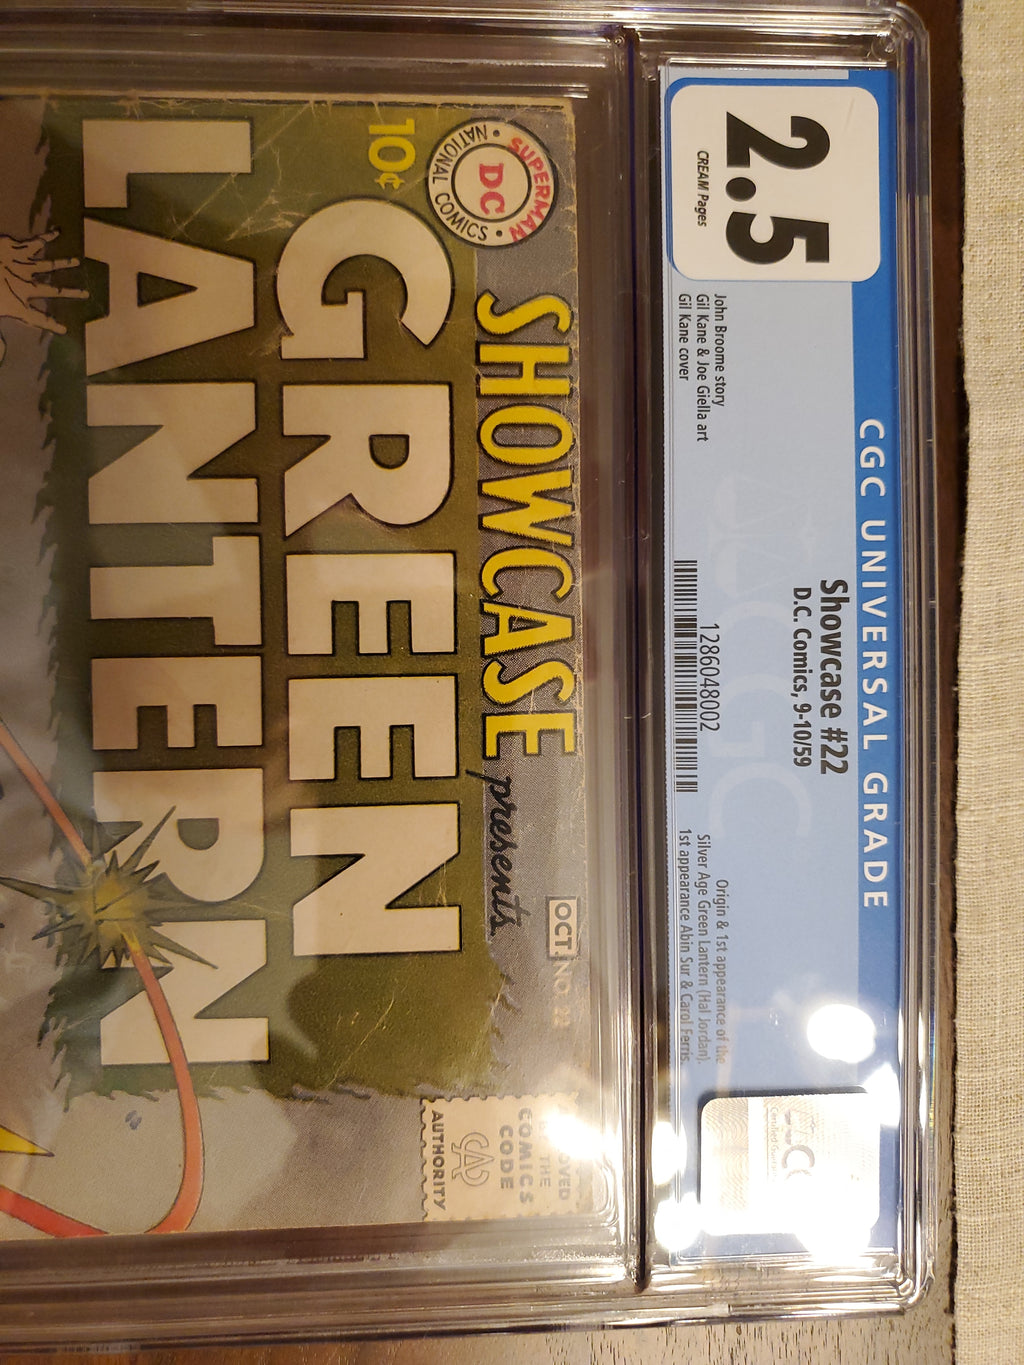 CGC UNIVERSAL GRADE
2.5
CREAM Pages
Showcase #22
D.C. Comics, 9-10/59
John Broome story
Gil Kane & Joe Giella art
Gil Kane cover
1286048002
Origin & 1st appearance of the
Silver Age Green Lantern (Hal Jordan).
1st appearance Abin Sur & Carol Ferris.
CGC
SUPERMAN
DC
NATIONAL COMICS
10¢
SHOWCASE
presents
OCT.
NO. 22
GREEN
LANTERN
THE
COMICS
CODE
CA
AUTHORITY